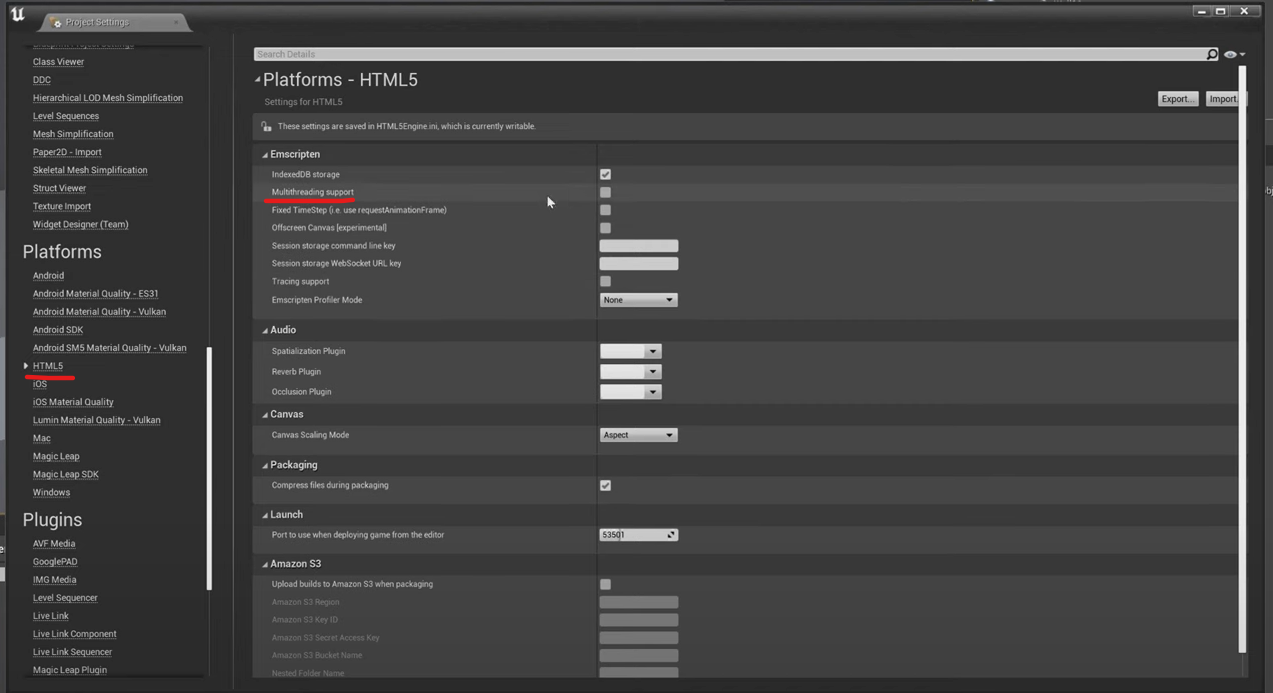 Project Settings
Class Viewer
DDC
Hierarchical LOD Mesh Simplification
Level Sequences
Mesh Simplification
Paper2D - Import
Skeletal Mesh Simplification
Struct Viewer
Texture Import
Widget Designer (Team)
Platforms
Android
Android Material Quality - ES31
Android Material Quality - Vulkan
Android SDK
Android SM5 Material Quality - Vulkan
HTML5
iOS
iOS Material Quality
Lumin Material Quality - Vulkan
Mac
Magic Leap
Magic Leap SDK
Windows
Plugins
AVF Media
GooglePAD
IMG Media
Level Sequencer
Live Link
Live Link Component
Live Link Sequencer
Magic Leap Plugin
Search Details
Platforms - HTML5
Settings for HTML5
Export... Import.
These settings are saved in HTML5Engine.ini, which is currently writable.
Emscripten
IndexedDB storage
Multithreading support
Fixed TimeStep (i.e. use requestAnimationFrame)
Offscreen Canvas [experimental]
Session storage command line key
Session storage WebSocket URL key
Tracing support
Emscripten Profiler Mode None
Audio
Spatialization Plugin
Reverb Plugin
Occlusion Plugin
Canvas
Canvas Scaling Mode Aspect
Packaging
Compress files during packaging
Launch
Port to use when deploying game from the editor 53501
Amazon S3
Upload builds to Amazon S3 when packaging
Amazon S3 Region
Amazon S3 Key ID
Amazon S3 Secret Access Key
Amazon S3 Bucket Name
Nested Folder Name